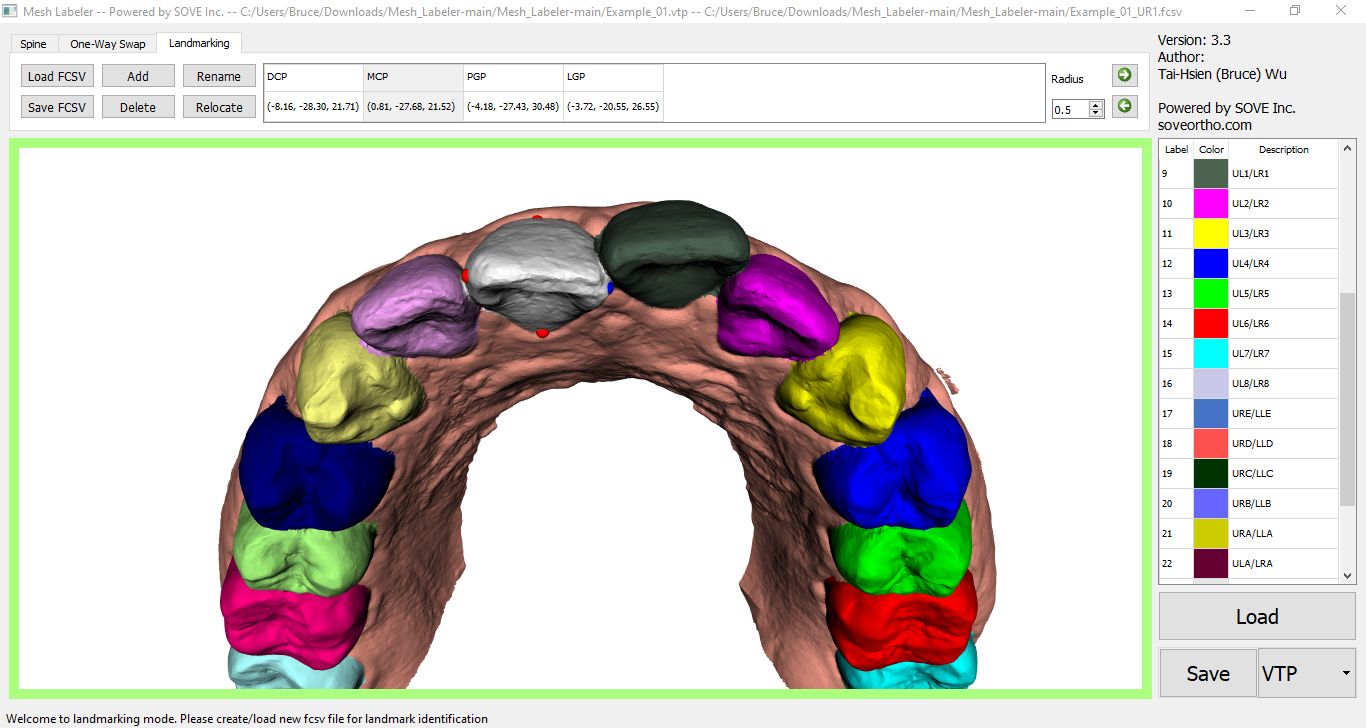 Mesh Labeler -- Powered by SOVE Inc. -- C:/Users/Bruce/Downloads/Mesh_Labeler-main/Mesh_Labeler-main/Example_01.vtp -- C:/Users/Bruce/Downloads/Mesh_Labeler-main/Mesh_Labeler-main/Example_01_UR1.fcsv
Spine One-Way Swap Landmarking
Load FCSV Add Rename
Save FCSV Delete Relocate
DCP MCP PGP LGP
(-8.16, -28.30, 21.71) (0.81, -27.68, 21.52) (-4.18, -27.43, 30.48) (-3.72, -20.55, 26.55)
Radius
0.5
Version: 3.3
Author:
Tai-Hsien (Bruce) Wu
Powered by SOVE Inc.
soveortho.com
Label Color Description
9 UL1/LR1
10 UL2/LR2
11 UL3/LR3
12 UL4/LR4
13 UL5/LR5
14 UL6/LR6
15 UL7/LR7
16 UL8/LR8
17 URE/LLE
18 URD/LLD
19 URC/LLC
20 URB/LLB
21 URA/LLA
22 ULA/LRA
Load
Save VTP
Welcome to landmarking mode. Please create/load new fcsv file for landmark identification